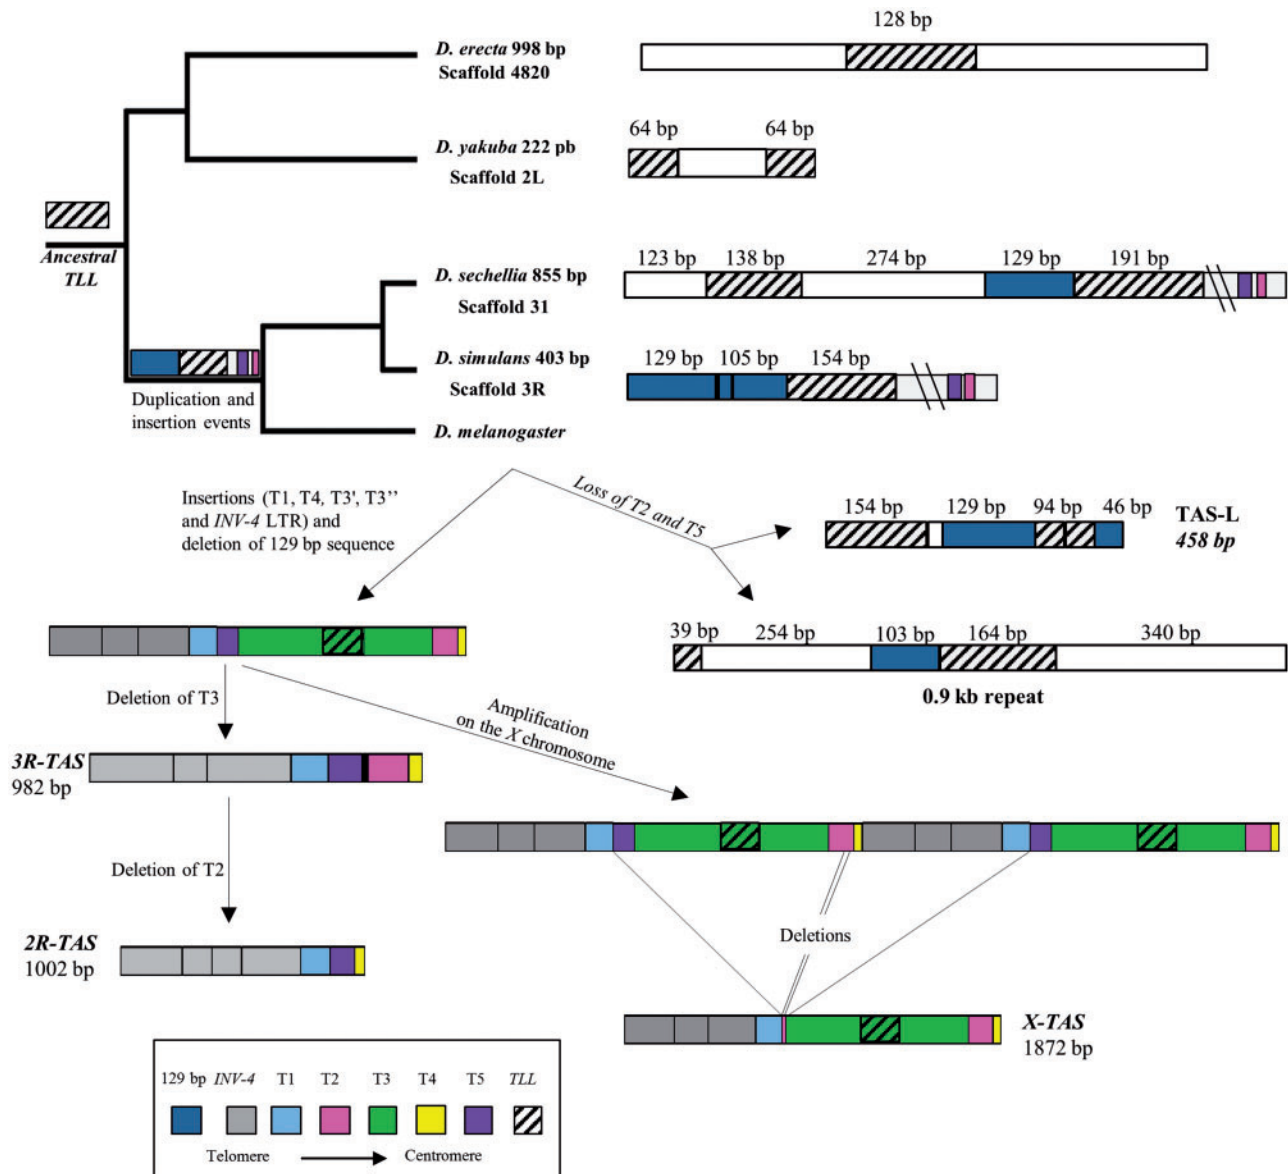 128 bp
D. erecta 998 bp
Scaffold 4820
64 bp 64 bp
D. yakuba 222 pb
Scaffold 2L
Ancestral
TLL
123 bp 138 bp 274 bp 129 bp 191 bp
D. sechellia 855 bp
Scaffold 31
129 bp 105 bp 154 bp
D. simulans 403 bp
Scaffold 3R
Duplication and
insertion events
D. melanogaster
Insertions (T1, T4, T3', T3''
and INV-4 LTR) and
deletion of 129 bp sequence
Loss of T2 and T5
154 bp 129 bp 94 bp 46 bp
TAS-L
458 bp
39 bp 254 bp 103 bp 164 bp 340 bp
0.9 kb repeat
Deletion of T3
Amplification
on the X chromosome
3R-TAS
982 bp
Deletion of T2
2R-TAS
1002 bp
Deletions
X-TAS
1872 bp
129 bp INV-4 T1 T2 T3 T4 T5 TLL
Telomere Centromere